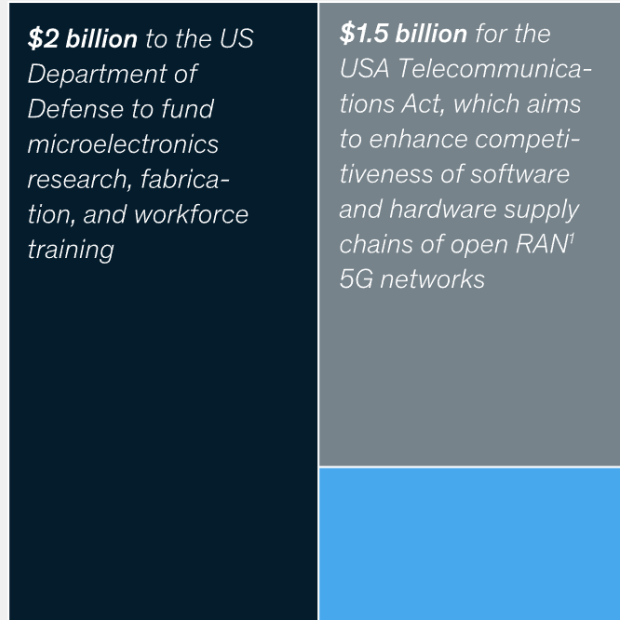 $2 billion to the US
Department of
Defense to fund
microelectronics
research, fabrica-
tion, and workforce
training
$1.5 billion for the
USA Telecommunica-
tions Act, which aims
to enhance competi-
tiveness of software
and hardware supply
chains of open RAN¹
5G networks